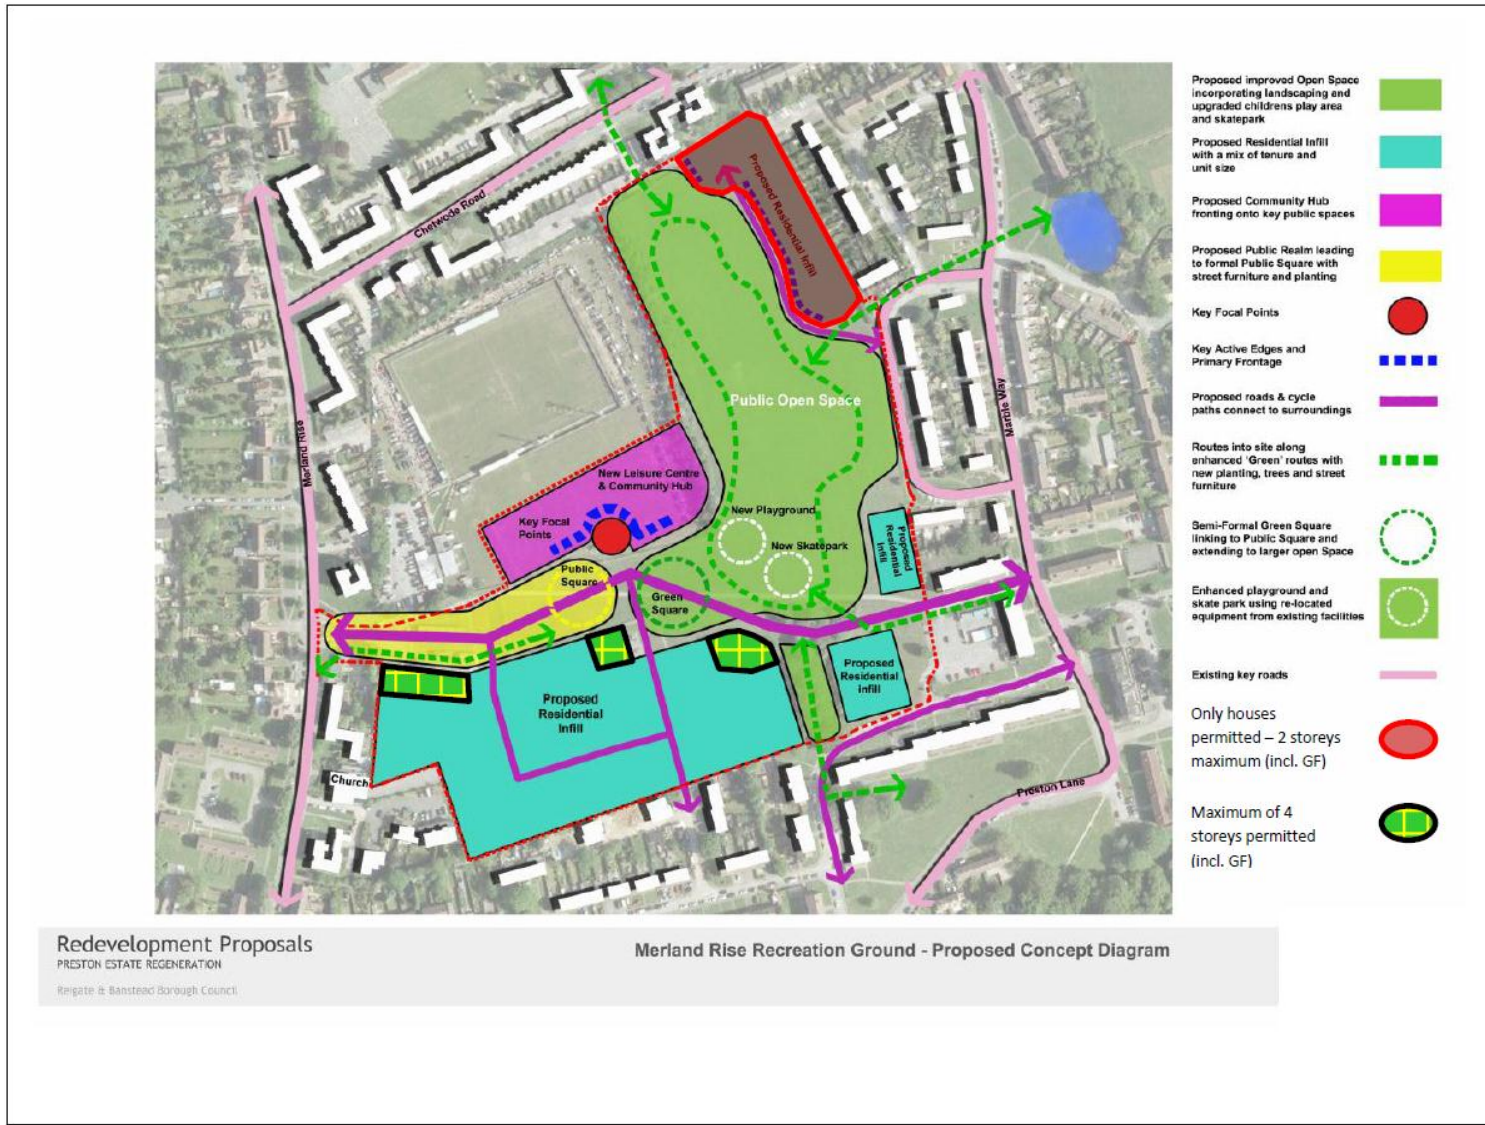 Proposed improved Open Space
incorporating landscaping and
upgraded childrens play area
and skatepark
Proposed Residential Infill
with a mix of tenure and
unit size
Proposed Community Hub
fronting onto key public spaces
Proposed Public Realm leading
to formal Public Square with
street furniture and planting
Key Focal Points
Key Active Edges and
Primary Frontage
Proposed roads & cycle
paths connect to surroundings
Routes into site along
enhanced 'Green' routes with
new planting, trees and street
furniture
Semi-Formal Green Square
linking to Public Square and
extending to larger open Space
Enhanced playground and
skate park using re-located
equipment from existing facilities
Existing key roads
Only houses
permitted – 2 storeys
maximum (incl. GF)
Maximum of 4
storeys permitted
(incl. GF)
Chetwode Road
Proposed Residential Infill
Merland Rise
Marble Way
Public Open Space
New Leisure Centre
& Community Hub
Key Focal
Points
New Playground
New Skatepark
Proposed
Residential
Infill
Public
Square
Green
Square
Proposed
Residential
Infill
Proposed
Residential
Infill
Church
Preston Lane
Redevelopment Proposals
PRESTON ESTATE REGENERATION
Reigate & Banstead Borough Council
Merland Rise Recreation Ground - Proposed Concept Diagram